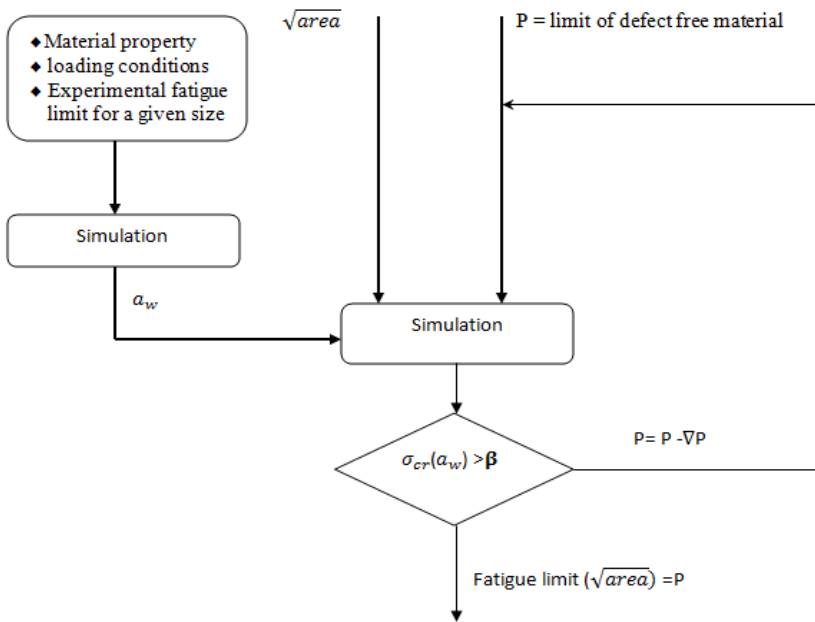 ◆ Material property
◆ loading conditions
◆ Experimental fatigue
limit for a given size
√area
P = limit of defect free material
Simulation
a_w
Simulation
σ_cr(a_w) >β
P= P -∇P
Fatigue limit (√area) =P